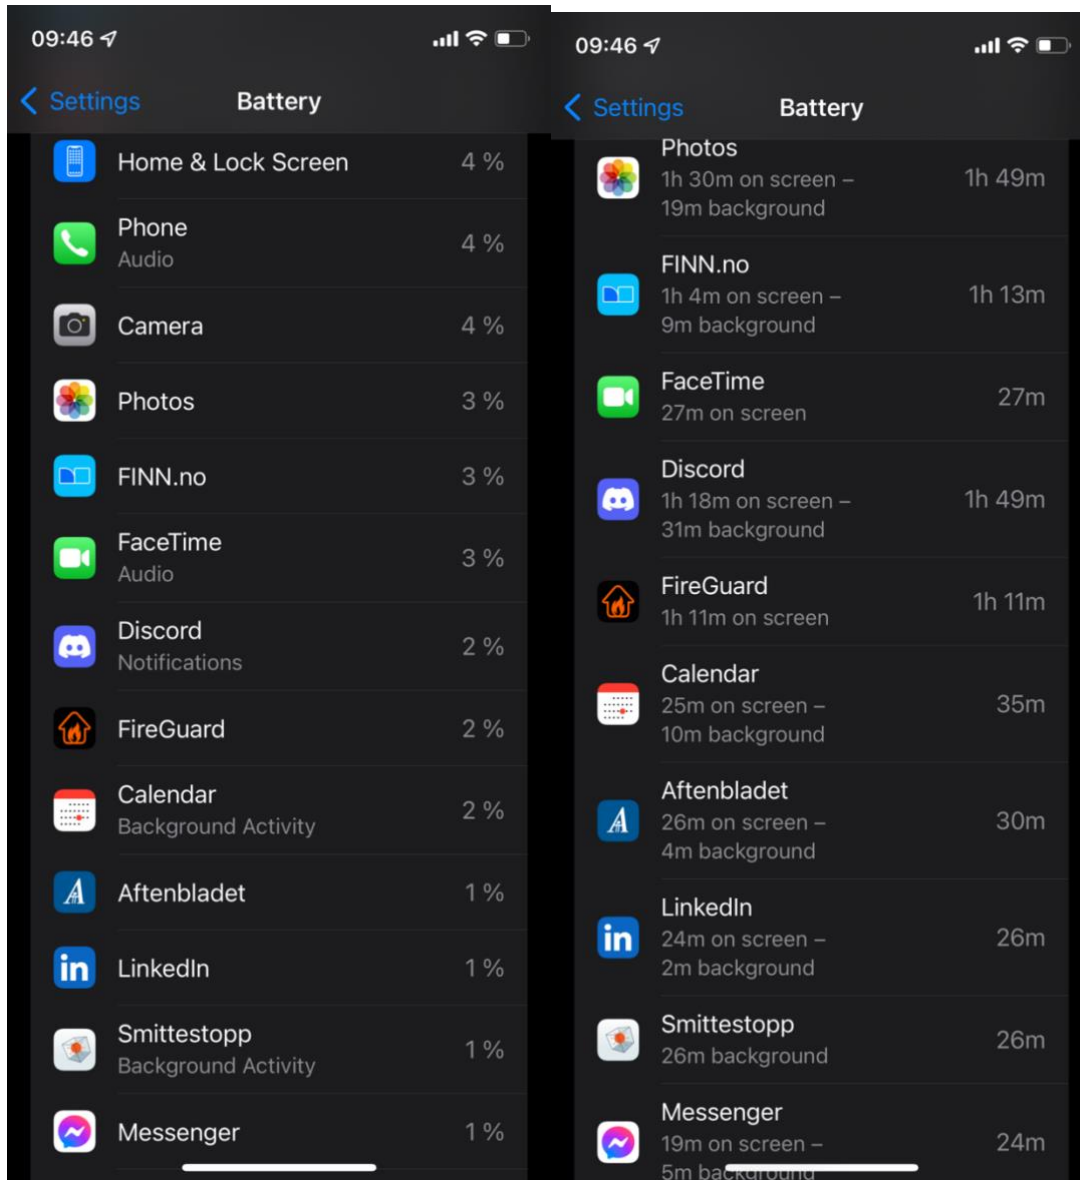 09:46
Settings
Battery
Home & Lock Screen
4 %
Phone
Audio
4 %
Camera
4 %
Photos
3 %
FINN.no
3 %
FaceTime
Audio
3 %
Discord
Notifications
2 %
FireGuard
2 %
Calendar
Background Activity
2 %
Aftenbladet
1 %
LinkedIn
1 %
Smittestopp
Background Activity
1 %
Messenger
1 %
09:46
Settings
Battery
Photos
1h 30m on screen –
19m background
1h 49m
FINN.no
1h 4m on screen –
9m background
1h 13m
FaceTime
27m on screen
27m
Discord
1h 18m on screen –
31m background
1h 49m
FireGuard
1h 11m on screen
1h 11m
Calendar
25m on screen –
10m background
35m
Aftenbladet
26m on screen –
4m background
30m
LinkedIn
24m on screen –
2m background
26m
Smittestopp
26m background
26m
Messenger
19m on screen –
5m background
24m